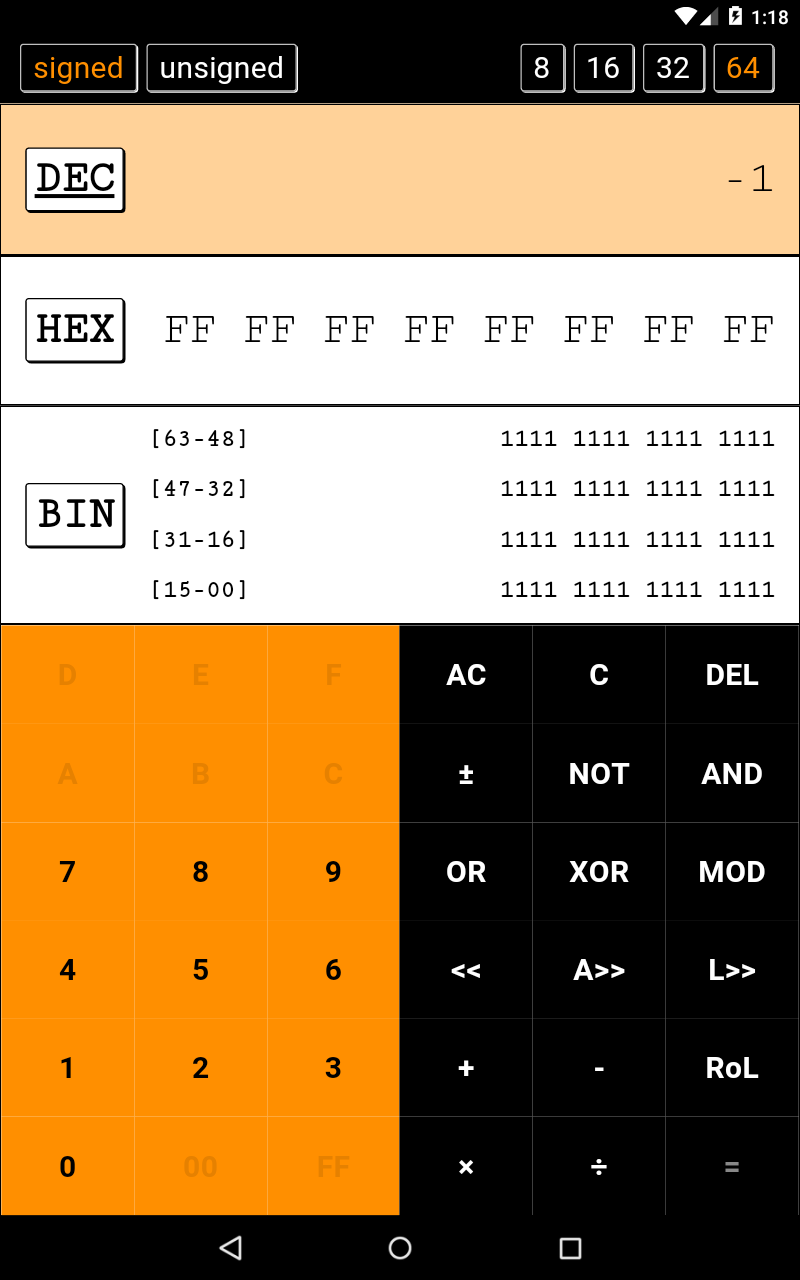 1:18
signed unsigned 8 16 32 64
DEC -1
HEX FF FF FF FF FF FF FF FF
[63-48] 1111 1111 1111 1111
[47-32] 1111 1111 1111 1111
BIN
[31-16] 1111 1111 1111 1111
[15-00] 1111 1111 1111 1111
D E F AC C DEL
A B C ± NOT AND
7 8 9 OR XOR MOD
4 5 6 << A>> L>>
1 2 3 + - RoL
0 00 FF × ÷ =